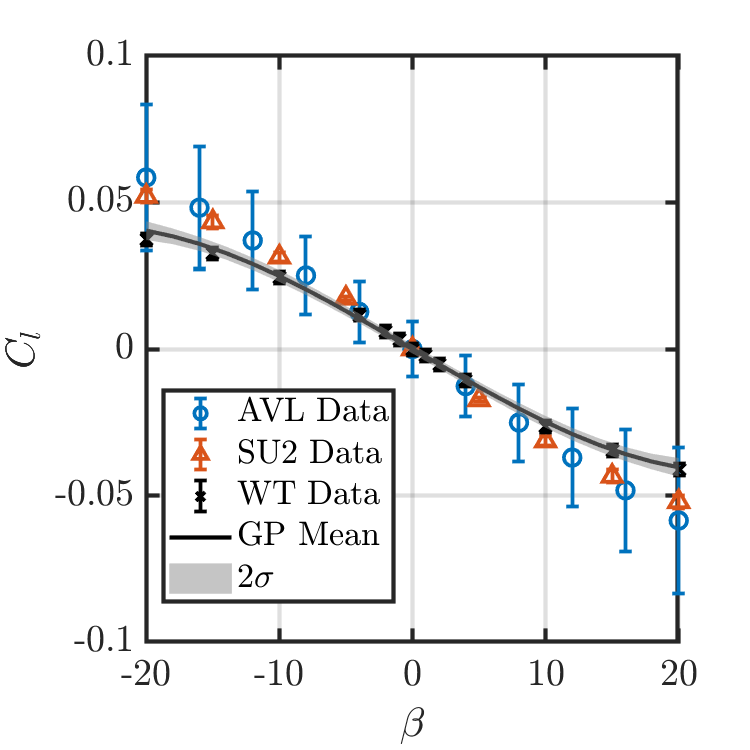 0.1
0.05
0
-0.05
-0.1
C_l
AVL Data
SU2 Data
WT Data
GP Mean
2σ
-20 -10 0 10 20
β